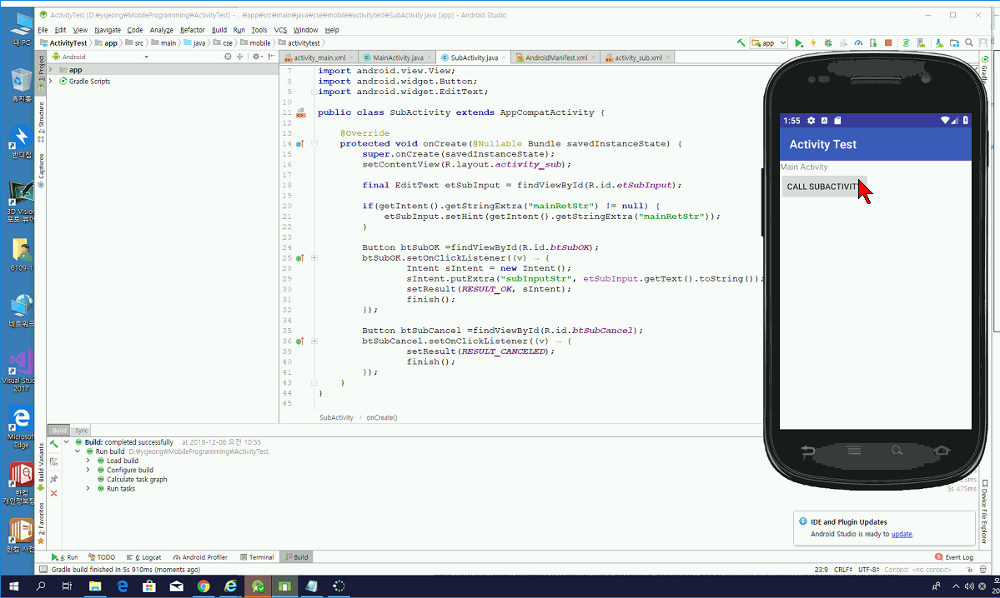 ActivityTest [D:₩ysjeong₩MobileProgramming₩ActivityTest] - ...₩app₩src₩main₩java₩cse₩mobile₩activitytest₩SubActivity.java [app] - Android Studio
File Edit View Navigate Code Analyze Refactor Build Run Tools VCS Window Help
ActivityTest app src main java cse mobile activitytest
app
Android
activity_main.xml MainActivity.java SubActivity.java AndroidManifest.xml activity_sub.xml
app
Gradle Scripts
1: Project
7: Structure
Captures
Build Variants
2: Favorites
내 PC
휴지통
반디집
3D Vision
포토 뷰어
6109-1
네트워크
Visual Stu
2017
Microsof
Edge
한컴
개인정보탐
한컴 사전
7 import android.view.View;
8 import android.widget.Button;
9 import android.widget.EditText;
10
11 public class SubActivity extends AppCompatActivity {
12
13 @Override
14 protected void onCreate(@Nullable Bundle savedInstanceState) {
15 super.onCreate(savedInstanceState);
16 setContentView(R.layout.activity_sub);
17
18 final EditText etSubInput = findViewById(R.id.etSubInput);
19
20 if(getIntent().getStringExtra("mainRetStr") != null) {
21 etSubInput.setHint(getIntent().getStringExtra("mainRetStr"));
22 }
23
24 Button btSubOK =findViewById(R.id.btSubOK);
25 btSubOK.setOnClickListener((v) → {
28 Intent sIntent = new Intent();
29 sIntent.putExtra("subInputStr", etSubInput.getText().toString());
30 setResult(RESULT_OK, sIntent);
31 finish();
32 });
34
35 Button btSubCancel =findViewById(R.id.btSubCancel);
36 btSubCancel.setOnClickListener((v) → {
39 setResult(RESULT_CANCELED);
40 finish();
41 });
43 }
44 }
45
SubActivity › onCreate()
1:55
Activity Test
Main Activity
CALL SUBACTIVIT
Gradle
Device File Explorer
Build Sync
Build: completed successfully at 2018-12-06 오전 10:55
Run build D:₩ysjeong₩MobileProgramming₩ActivityTest
Load build
Configure build
Calculate task graph
Run tasks
5s 475ms
IDE and Plugin Updates
Android Studio is ready to update.
4: Run TODO 6: Logcat Android Profiler Terminal Build Event Log
Gradle build finished in 5s 910ms (moments ago) 23:9 CRLF÷ UTF-8÷ Context: <no context>